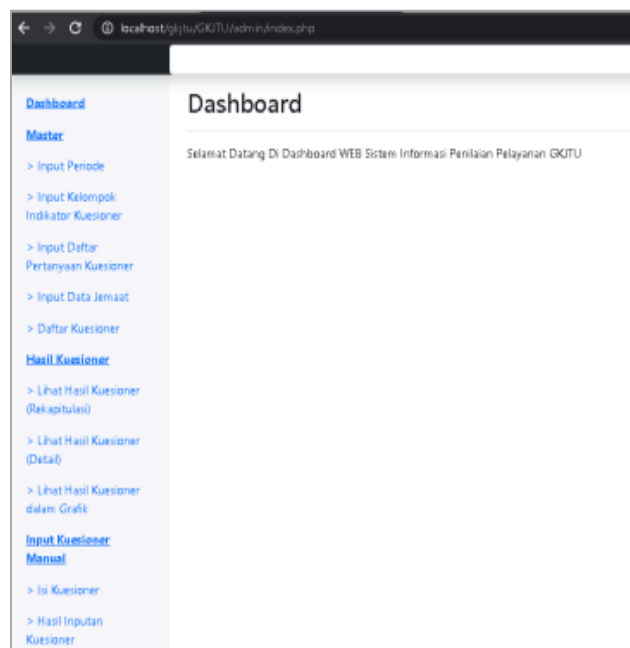 localhost/gkjtu/GKJTU/admin/index.php
Dashboard
Master
> Input Periode
> Input Kelompok
Indikator Kuesioner
> Input Daftar
Pertanyaan Kuesioner
> Input Data Jemaat
> Daftar Kuesioner
Hasil Kuesioner
> Lihat Hasil Kuesioner
(Rekapitulasi)
> Lihat Hasil Kuesioner
(Detail)
> Lihat Hasil Kuesioner
dalam Grafik
Input Kuesioner
Manual
> Isi Kuesioner
> Hasil Inputan
Kuesioner
Dashboard
Selamat Datang Di Dashboard WEB Sistem Informasi Penilaian Pelayanan GKJTU